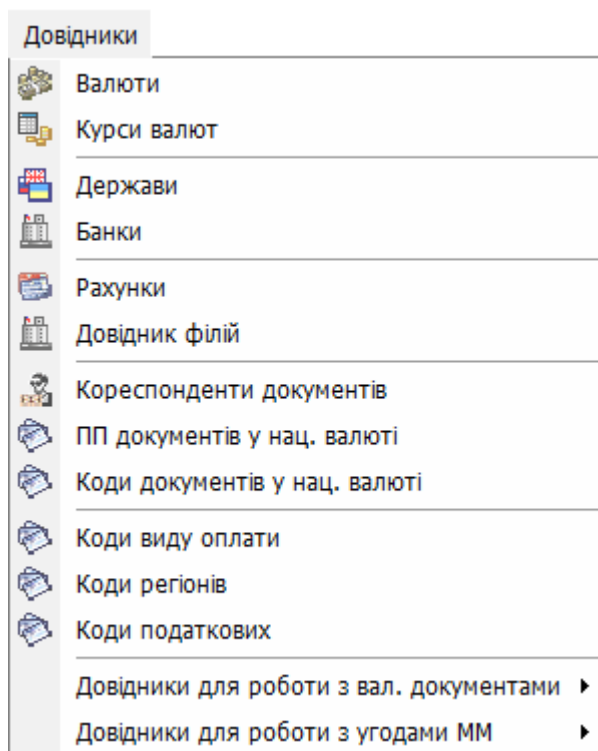 Довідники
Валюти
Курси валют
Держави
Банки
Рахунки
Довідник філій
Кореспонденти документів
ПП документів у нац. валюті
Коди документів у нац. валюті
Коди виду оплати
Коди регіонів
Коди податкових
Довідники для роботи з вал. документами
Довідники для роботи з угодами ММ